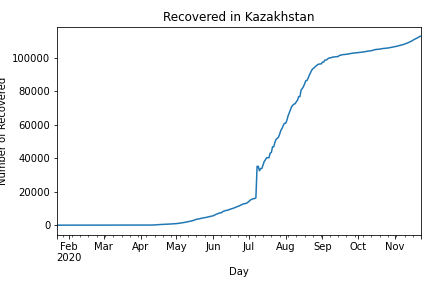 Recovered in Kazakhstan
Number of Recovered
100000
80000
60000
40000
20000
0
Feb Mar Apr May Jun Jul Aug Sep Oct Nov
2020
Day